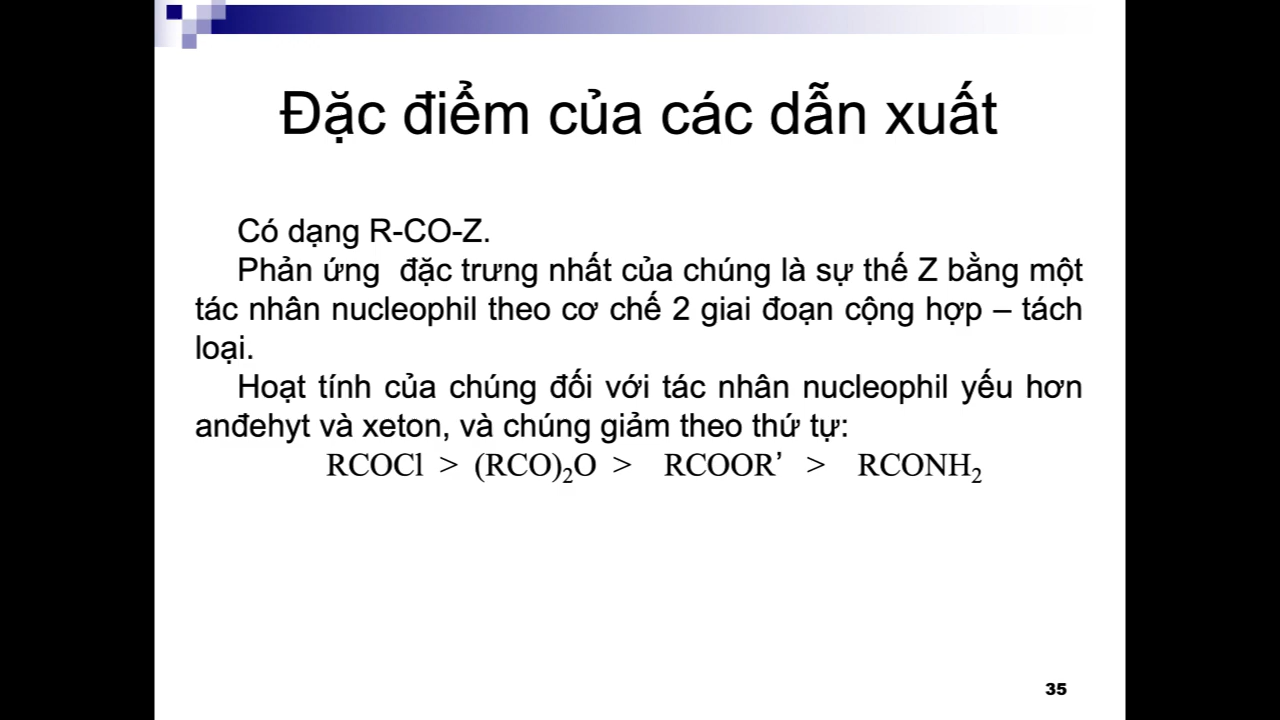 Đặc điểm của các dẫn xuất
Có dạng R-CO-Z.
Phản ứng đặc trưng nhất của chúng là sự thế Z bằng một
tác nhân nucleophil theo cơ chế 2 giai đoạn cộng hợp – tách
loại.
Hoạt tính của chúng đối với tác nhân nucleophil yếu hơn
anđehyt và xeton, và chúng giảm theo thứ tự:
RCOCl > (RCO)₂O > RCOOR’ > RCONH₂
35